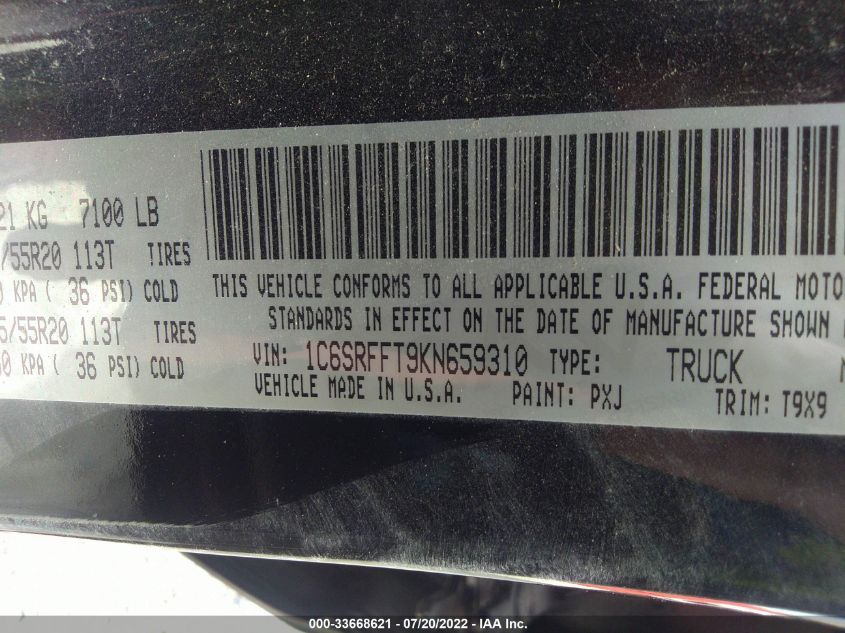 21 KG 7100 LB
/55R20 113T TIRES
0 KPA ( 36 PSI) COLD
5/55R20 113T TIRES
50 KPA ( 36 PSI) COLD
THIS VEHICLE CONFORMS TO ALL APPLICABLE U.S.A. FEDERAL MOTO
STANDARDS IN EFFECT ON THE DATE OF MANUFACTURE SHOWN
VIN: 1C6SRFFT9KN659310 TYPE: TRUCK
VEHICLE MADE IN U.S.A. PAINT: PXJ TRIM: T9X9
000-33668621 / 07/20/2022 - IAA Inc.